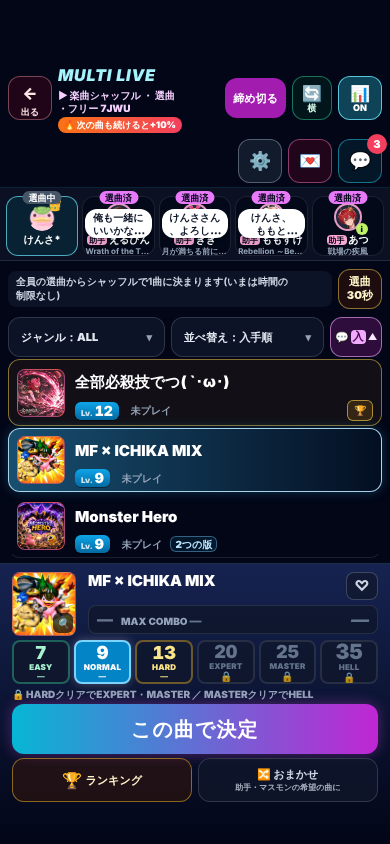 MULTI LIVE
← 出る
▶ 楽曲シャッフル ・ 選曲
・フリー 7JWU
🔥 次の曲も続けると+10%
締め切る
🔄 横
📊 ON
3
選曲中
選曲済
選曲済
選曲済
選曲済
俺も一緒に
いいかな...
けんささん
、よろし...
けんさ、
ももと...
けんさ*
助手
助手
助手 ももすけ
助手 あつ
Wrath of the T...
月が満ちる前に...
Rebellion ～Be...
戦場の疾風
全員の選曲からシャッフルで1曲に決まります(いまは時間の
制限なし)
選曲
30秒
ジャンル：ALL ▼
並べ替え：入手順 ▼
💬 入 ▲
全部必殺技でつ(｀･ω･)
Lv. 12 未プレイ
MF × ICHIKA MIX
Lv. 9 未プレイ
Monster Hero
Lv. 9 未プレイ 2つの版
MF × ICHIKA MIX
♡
— MAX COMBO — —
7 EASY —
9 NORMAL —
13 HARD —
20 EXPERT 🔒
25 MASTER 🔒
35 HELL 🔒
🔒HARDクリアでEXPERT・MASTER ／ MASTERクリアでHELL
この曲で決定
🏆 ランキング
🔀 おまかせ
助手・マスモンの希望の曲に